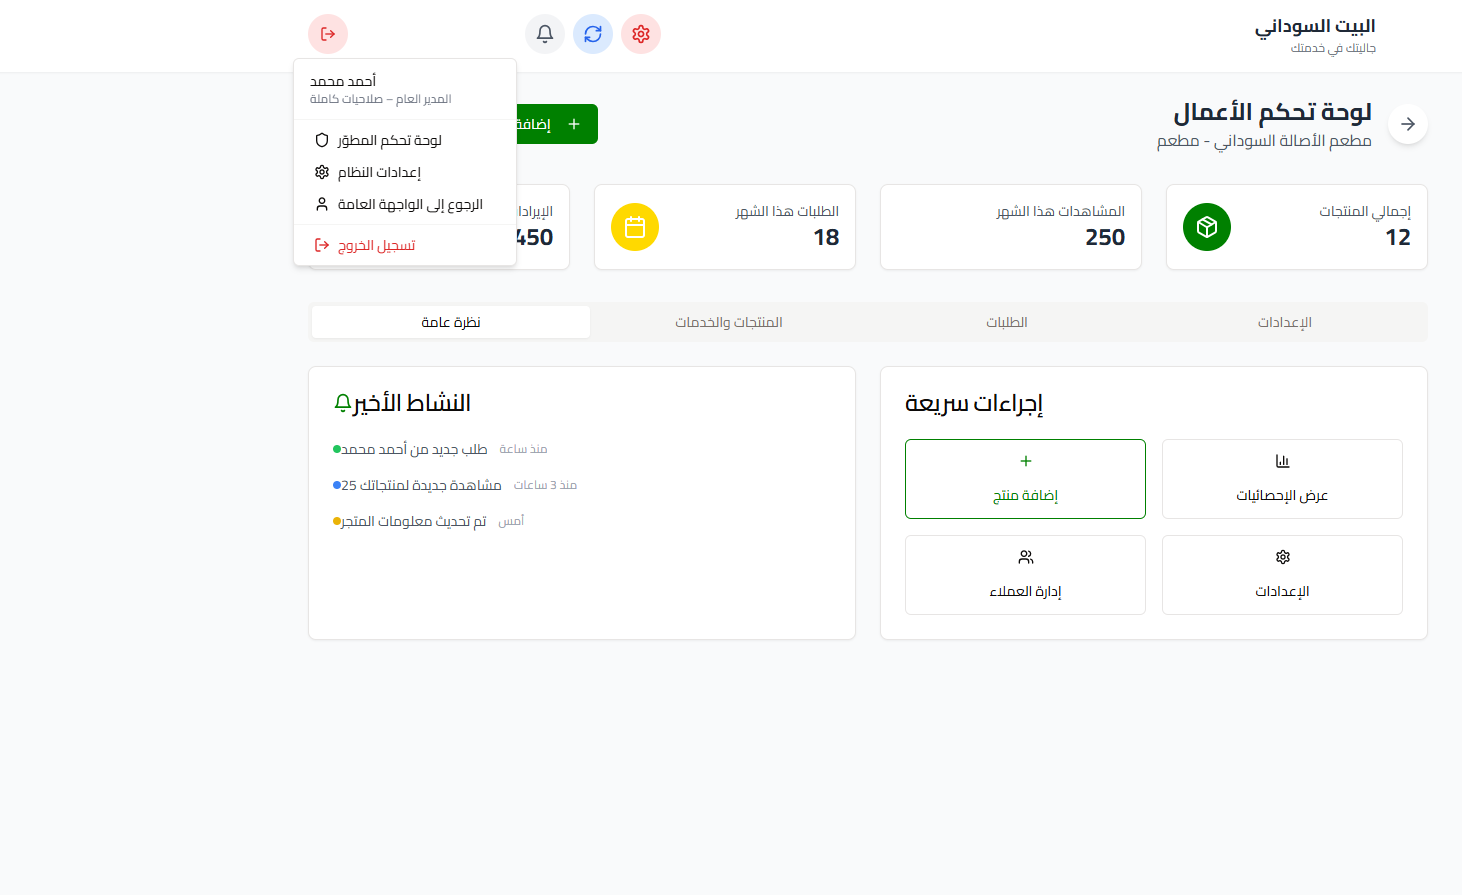 البيت السوداني
جاليتك في خدمتك
أحمد محمد
المدير العام – صلاحيات كاملة
لوحة تحكم المطوّر
إعدادات النظام
الرجوع إلى الواجهة العامة
تسجيل الخروج
لوحة تحكم الأعمال
مطعم الأصالة السوداني - مطعم
إضافة
إجمالي المنتجات
12
المشاهدات هذا الشهر
250
الطلبات هذا الشهر
18
450
الإعدادات
الطلبات
المنتجات والخدمات
نظرة عامة
إجراءات سريعة
عرض الإحصائيات
إضافة منتج
الإعدادات
إدارة العملاء
النشاط الأخير
طلب جديد من أحمد محمد منذ ساعة
25 مشاهدة جديدة لمنتجاتك منذ 3 ساعات
تم تحديث معلومات المتجر أمس